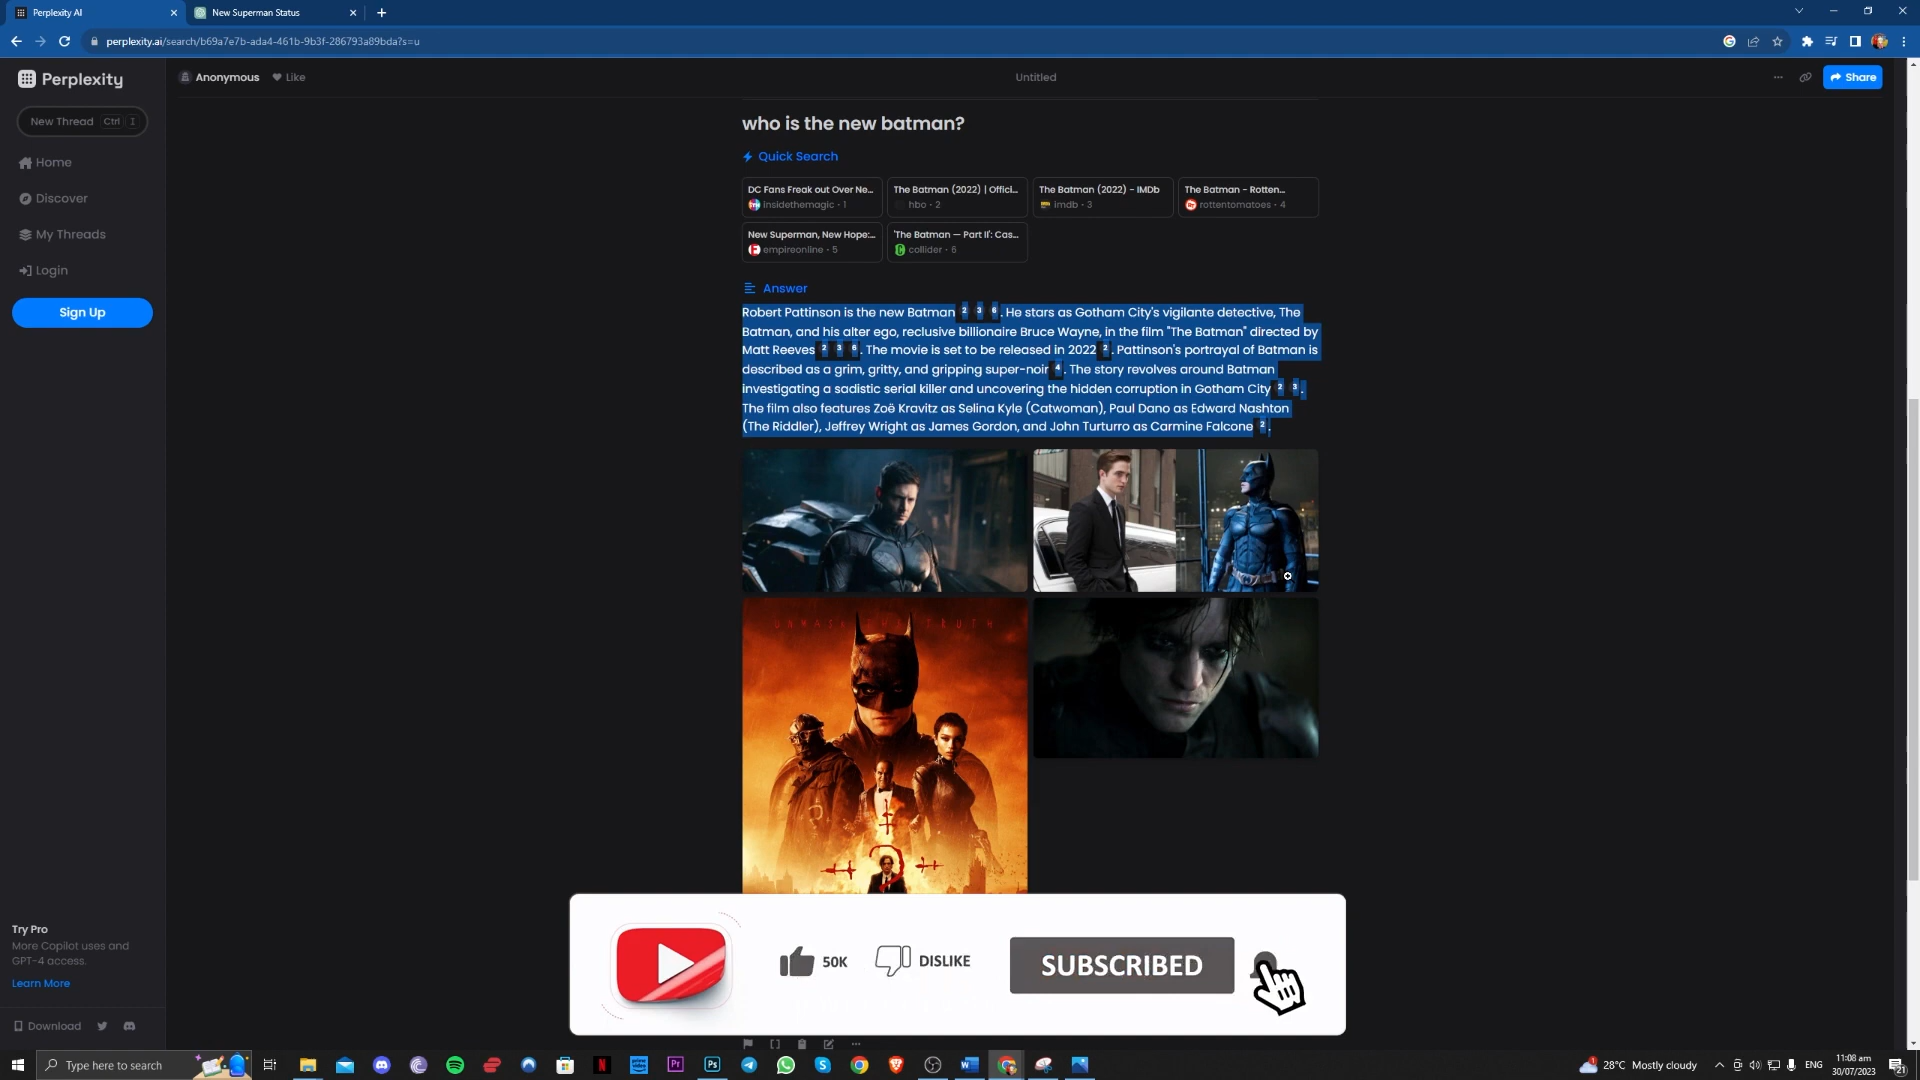 Perplexity AI
New Superman Status
perplexity.ai/search/b69a7e7b-ada4-461b-9b3f-286793a89bda?s=u
Perplexity
Anonymous
Like
Untitled
Share
New Thread
Ctrl
I
Home
Discover
My Threads
Login
Sign Up
who is the new batman?
Quick Search
DC Fans Freak out Over Ne...
insidethemagic · 1
The Batman (2022) | Offici...
hbo · 2
The Batman (2022) - IMDb
imdb · 3
The Batman - Rotten...
rottentomatoes · 4
New Superman, New Hope:...
empireonline · 5
'The Batman — Part II': Cas...
collider · 6
Answer
Robert Pattinson is the new Batman 2 3 6. He stars as Gotham City's vigilante detective, The
Batman, and his alter ego, reclusive billionaire Bruce Wayne, in the film "The Batman" directed by
Matt Reeves 2 3 6. The movie is set to be released in 2022 2. Pattinson's portrayal of Batman is
described as a grim, gritty, and gripping super-noir 4. The story revolves around Batman
investigating a sadistic serial killer and uncovering the hidden corruption in Gotham City 2 3.
The film also features Zoë Kravitz as Selina Kyle (Catwoman), Paul Dano as Edward Nashton
(The Riddler), Jeffrey Wright as James Gordon, and John Turturro as Carmine Falcone 2.
UNMASK THE TRUTH
Try Pro
More Copilot uses and
GPT-4 access.
Learn More
Download
50K
DISLIKE
SUBSCRIBED
Type here to search
28°C Mostly cloudy
ENG
11:08 am
30/07/2023
21